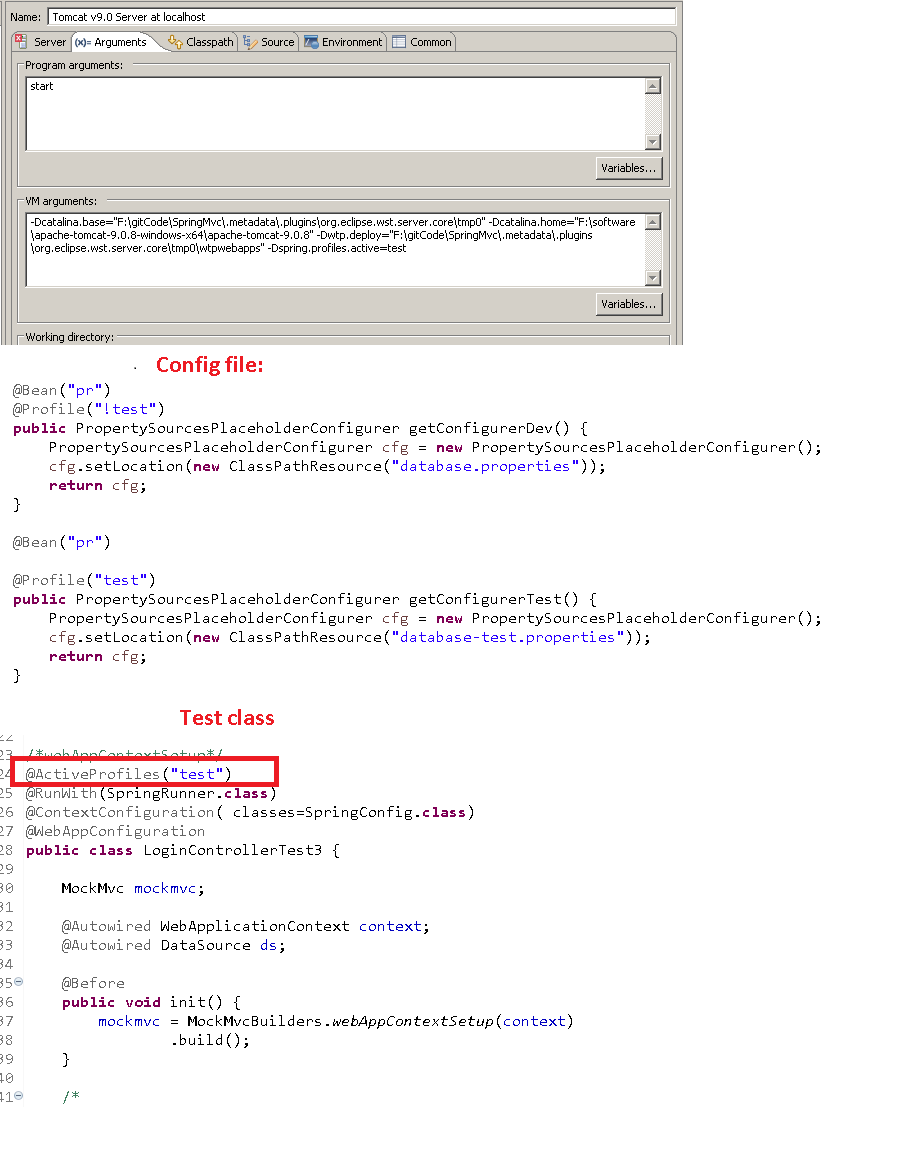 Name: Tomcat v9.0 Server at localhost
Server (x)= Arguments Classpath Source Environment Common
Program arguments:
start
Variables...
VM arguments:
-Dcatalina.base="F:\gitCode\SpringMvc\.metadata\.plugins\org.eclipse.wst.server.core\tmp0" -Dcatalina.home="F:\software
\apache-tomcat-9.0.8-windows-x64\apache-tomcat-9.0.8" -Dwtp.deploy="F:\gitCode\SpringMvc\.metadata\.plugins
\org.eclipse.wst.server.core\tmp0\wtpwebapps" -Dspring.profiles.active=test
Variables...
Working directory:
. Config file:
@Bean("pr")
@Profile("!test")
public PropertySourcesPlaceholderConfigurer getConfigurerDev() {
    PropertySourcesPlaceholderConfigurer cfg = new PropertySourcesPlaceholderConfigurer();
    cfg.setLocation(new ClassPathResource("database.properties"));
    return cfg;
}
@Bean("pr")
@Profile("test")
public PropertySourcesPlaceholderConfigurer getConfigurerTest() {
    PropertySourcesPlaceholderConfigurer cfg = new PropertySourcesPlaceholderConfigurer();
    cfg.setLocation(new ClassPathResource("database-test.properties"));
    return cfg;
}
Test class
22
23 /*webAppContextSetup*/
24 @ActiveProfiles("test")
25 @RunWith(SpringRunner.class)
26 @ContextConfiguration( classes=SpringConfig.class)
27 @WebAppConfiguration
28 public class LoginControllerTest3 {
29
30     MockMvc mockmvc;
31
32     @Autowired WebApplicationContext context;
33     @Autowired DataSource ds;
34
35     @Before
36     public void init() {
37         mockmvc = MockMvcBuilders.webAppContextSetup(context)
38                 .build();
39     }
40
41     /*